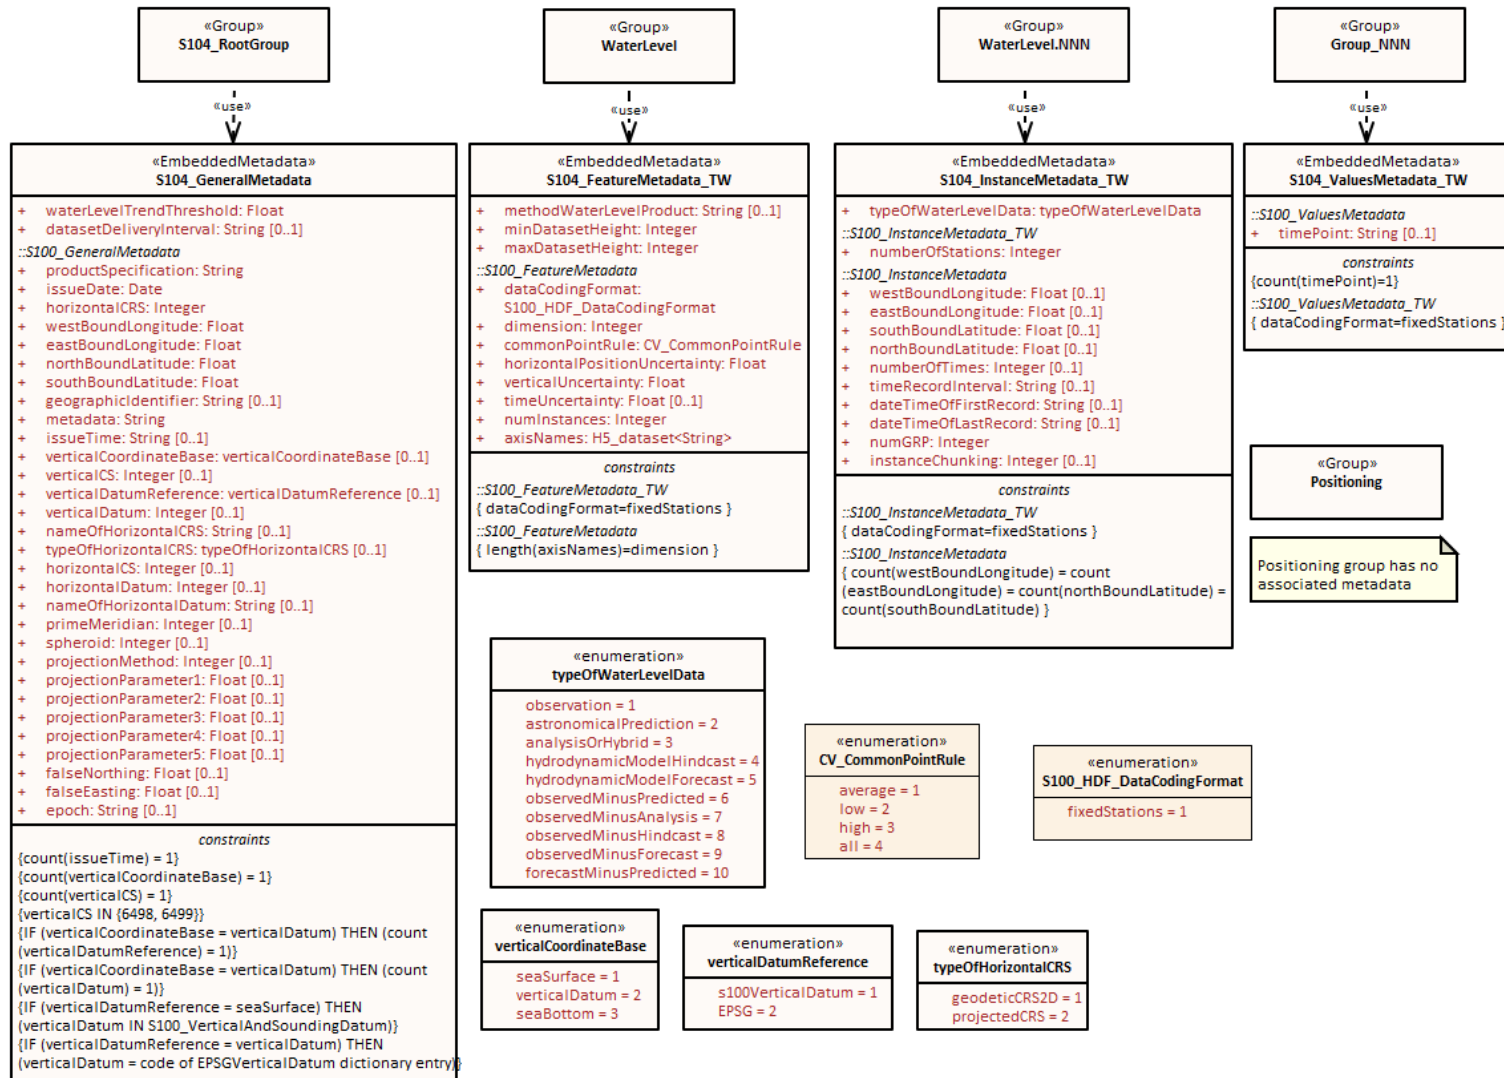 «Group»
S104_RootGroup
«use»
«EmbeddedMetadata»
S104_GeneralMetadata
+ waterLevelTrendThreshold: Float
+ datasetDeliveryInterval: String [0..1]
::S100_GeneralMetadata
+ productSpecification: String
+ issueDate: Date
+ horizontalCRS: Integer
+ westBoundLongitude: Float
+ eastBoundLongitude: Float
+ northBoundLatitude: Float
+ southBoundLatitude: Float
+ geographicIdentifier: String [0..1]
+ metadata: String
+ issueTime: String [0..1]
+ verticalCoordinateBase: verticalCoordinateBase [0..1]
+ verticalCS: Integer [0..1]
+ verticalDatumReference: verticalDatumReference [0..1]
+ verticalDatum: Integer [0..1]
+ nameOfHorizontalCRS: String [0..1]
+ typeOfHorizontalCRS: typeOfHorizontalCRS [0..1]
+ horizontalCS: Integer [0..1]
+ horizontalDatum: Integer [0..1]
+ nameOfHorizontalDatum: String [0..1]
+ primeMeridian: Integer [0..1]
+ spheroid: Integer [0..1]
+ projectionMethod: Integer [0..1]
+ projectionParameter1: Float [0..1]
+ projectionParameter2: Float [0..1]
+ projectionParameter3: Float [0..1]
+ projectionParameter4: Float [0..1]
+ projectionParameter5: Float [0..1]
+ falseNorthing: Float [0..1]
+ falseEasting: Float [0..1]
+ epoch: String [0..1]
constraints
{count(issueTime) = 1}
{count(verticalCoordinateBase) = 1}
{count(verticalCS) = 1}
{verticalCS IN {6498, 6499}}
{IF (verticalCoordinateBase = verticalDatum) THEN (count
(verticalDatumReference) = 1)}
{IF (verticalCoordinateBase = verticalDatum) THEN (count
(verticalDatum) = 1)}
{IF (verticalDatumReference = seaSurface) THEN
(verticalDatum IN S100_VerticalAndSoundingDatum)}
{IF (verticalDatumReference = verticalDatum) THEN
(verticalDatum = code of EPSGVerticalDatum dictionary entry)}
«Group»
WaterLevel
«use»
«EmbeddedMetadata»
S104_FeatureMetadata_TW
+ methodWaterLevelProduct: String [0..1]
+ minDatasetHeight: Integer
+ maxDatasetHeight: Integer
::S100_FeatureMetadata
+ dataCodingFormat:
S100_HDF_DataCodingFormat
+ dimension: Integer
+ commonPointRule: CV_CommonPointRule
+ horizontalPositionUncertainty: Float
+ verticalUncertainty: Float
+ timeUncertainty: Float [0..1]
+ numInstances: Integer
+ axisNames: H5_dataset<String>
constraints
::S100_FeatureMetadata_TW
{ dataCodingFormat=fixedStations }
::S100_FeatureMetadata
{ length(axisNames)=dimension }
«Group»
WaterLevel.NNN
«use»
«EmbeddedMetadata»
S104_InstanceMetadata_TW
+ typeOfWaterLevelData: typeOfWaterLevelData
::S100_InstanceMetadata_TW
+ numberOfStations: Integer
::S100_InstanceMetadata
+ westBoundLongitude: Float [0..1]
+ eastBoundLongitude: Float [0..1]
+ southBoundLatitude: Float [0..1]
+ northBoundLatitude: Float [0..1]
+ numberOfTimes: Integer [0..1]
+ timeRecordInterval: String [0..1]
+ dateTimeOfFirstRecord: String [0..1]
+ dateTimeOfLastRecord: String [0..1]
+ numGRP: Integer
+ instanceChunking: Integer [0..1]
constraints
::S100_InstanceMetadata_TW
{ dataCodingFormat=fixedStations }
::S100_InstanceMetadata
{ count(westBoundLongitude) = count
(eastBoundLongitude) = count(northBoundLatitude) =
count(southBoundLatitude) }
«Group»
Group_NNN
«use»
«EmbeddedMetadata»
S104_ValuesMetadata_TW
::S100_ValuesMetadata
+ timePoint: String [0..1]
constraints
{count(timePoint)=1}
::S100_ValuesMetadata_TW
{ dataCodingFormat=fixedStations }
«Group»
Positioning
Positioning group has no
associated metadata
«enumeration»
typeOfWaterLevelData
observation = 1
astronomicalPrediction = 2
analysisOrHybrid = 3
hydrodynamicModelHindcast = 4
hydrodynamicModelForecast = 5
observedMinusPredicted = 6
observedMinusAnalysis = 7
observedMinusHindcast = 8
observedMinusForecast = 9
forecastMinusPredicted = 10
«enumeration»
CV_CommonPointRule
average = 1
low = 2
high = 3
all = 4
«enumeration»
S100_HDF_DataCodingFormat
fixedStations = 1
«enumeration»
verticalCoordinateBase
seaSurface = 1
verticalDatum = 2
seaBottom = 3
«enumeration»
verticalDatumReference
s100VerticalDatum = 1
EPSG = 2
«enumeration»
typeOfHorizontalCRS
geodeticCRS2D = 1
projectedCRS = 2